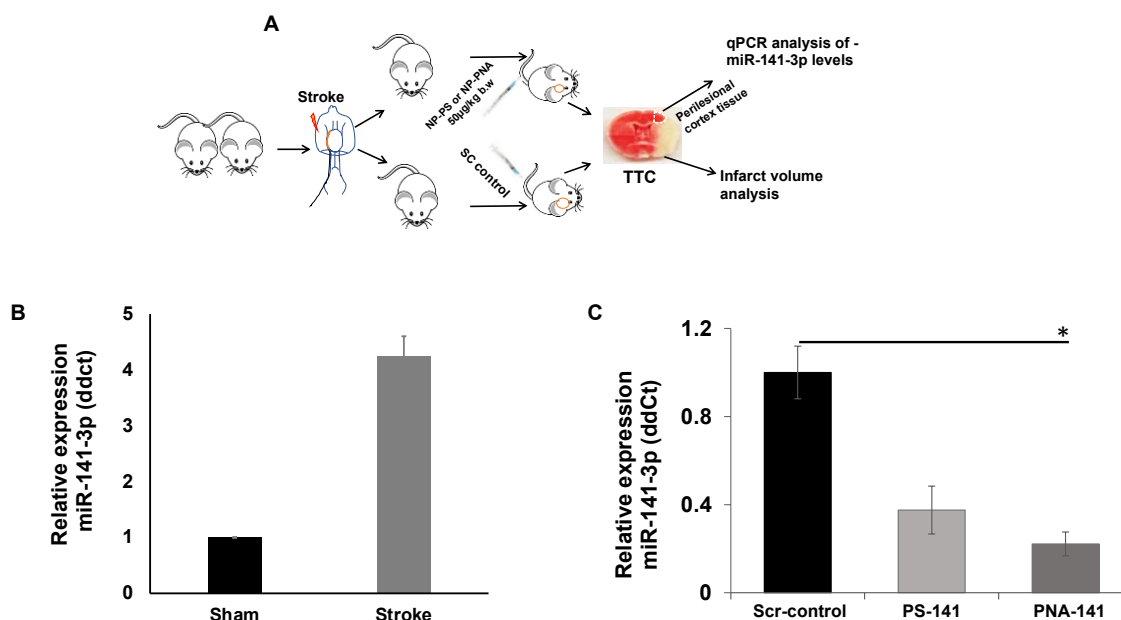 A
Stroke
NP-PS or NP-PNA
50µg/kg b.w
SC control
TTC
Perilesional
cortex tissue
qPCR analysis of -
miR-141-3p levels
Infarct volume
analysis
B
Relative expression
miR-141-3p (ddct)
5
4
3
2
1
0
Sham
Stroke
C
Relative expression
miR-141-3p (ddCt)
1.2
0.8
0.4
0
*
Scr-control
PS-141
PNA-141